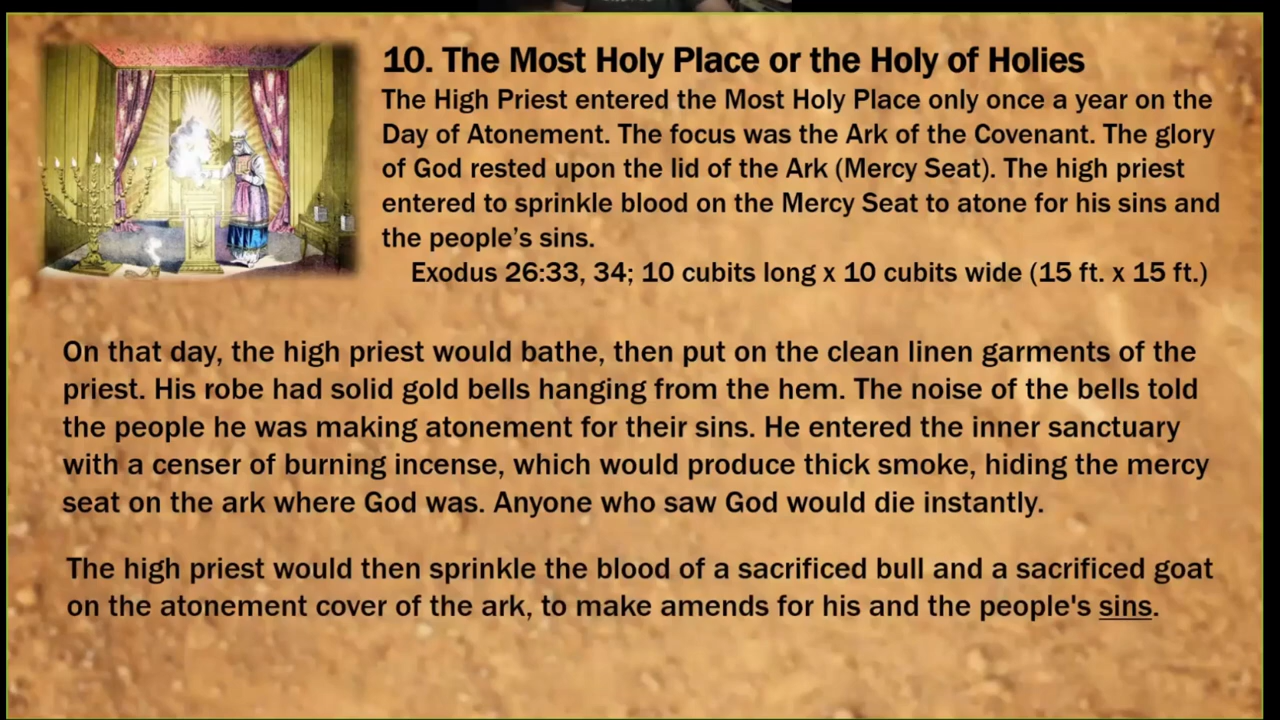 10. The Most Holy Place or the Holy of Holies
The High Priest entered the Most Holy Place only once a year on the
Day of Atonement. The focus was the Ark of the Covenant. The glory
of God rested upon the lid of the Ark (Mercy Seat). The high priest
entered to sprinkle blood on the Mercy Seat to atone for his sins and
the people’s sins.
Exodus 26:33, 34; 10 cubits long x 10 cubits wide (15 ft. x 15 ft.)
On that day, the high priest would bathe, then put on the clean linen garments of the
priest. His robe had solid gold bells hanging from the hem. The noise of the bells told
the people he was making atonement for their sins. He entered the inner sanctuary
with a censer of burning incense, which would produce thick smoke, hiding the mercy
seat on the ark where God was. Anyone who saw God would die instantly.
The high priest would then sprinkle the blood of a sacrificed bull and a sacrificed goat
on the atonement cover of the ark, to make amends for his and the people's sins.